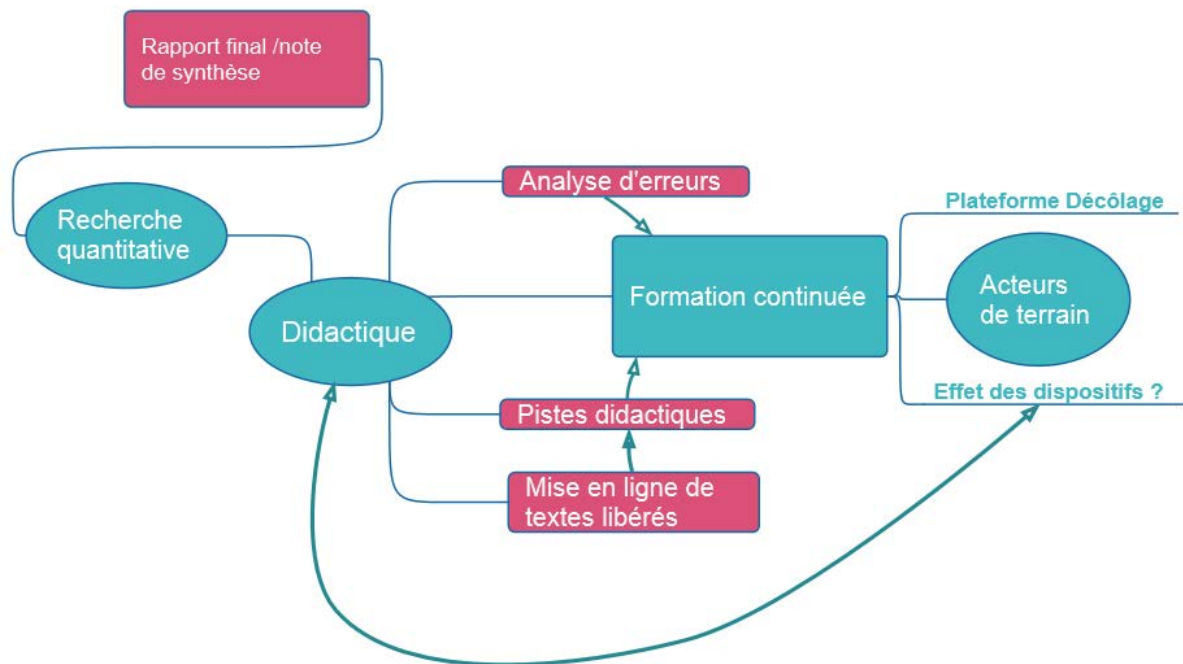 Rapport final /note
de synthèse
Recherche
quantitative
Didactique
Analyse d'erreurs
Formation continuée
Pistes didactiques
Mise en ligne de
textes libérés
Plateforme Décôlage
Acteurs
de terrain
Effet des dispositifs ?